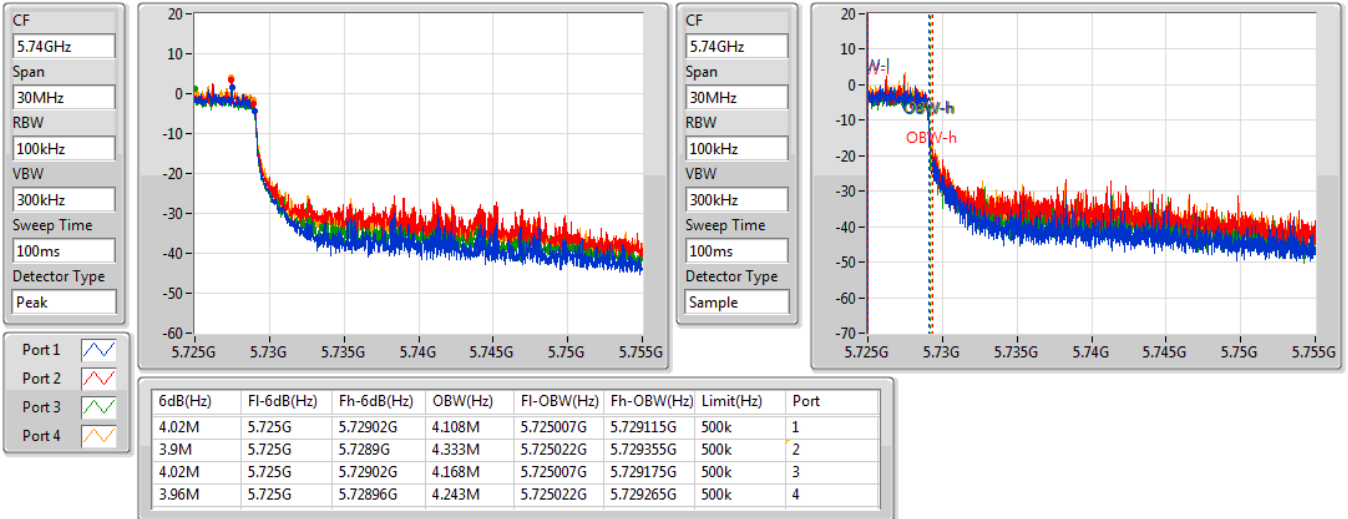 CF
5.74GHz
Span
30MHz
RBW
100kHz
VBW
300kHz
Sweep Time
100ms
Detector Type
Peak
20
10
0
-10
-20
-30
-40
-50
-60
5.725G 5.73G 5.735G 5.74G 5.745G 5.75G 5.755G
CF
5.74GHz
Span
30MHz
RBW
100kHz
VBW
300kHz
Sweep Time
100ms
Detector Type
Sample
20
10
0
-10
-20
-30
-40
-50
-60
-70
W-l
OBW-h
OBW-h
5.725G 5.73G 5.735G 5.74G 5.745G 5.75G 5.755G
Port 1
Port 2
Port 3
Port 4
6dB(Hz) Fl-6dB(Hz) Fh-6dB(Hz) OBW(Hz) Fl-OBW(Hz) Fh-OBW(Hz) Limit(Hz) Port
4.02M 5.725G 5.72902G 4.108M 5.725007G 5.729115G 500k 1
3.9M 5.725G 5.7289G 4.333M 5.725022G 5.729355G 500k 2
4.02M 5.725G 5.72902G 4.168M 5.725007G 5.729175G 500k 3
3.96M 5.725G 5.72896G 4.243M 5.725022G 5.729265G 500k 4